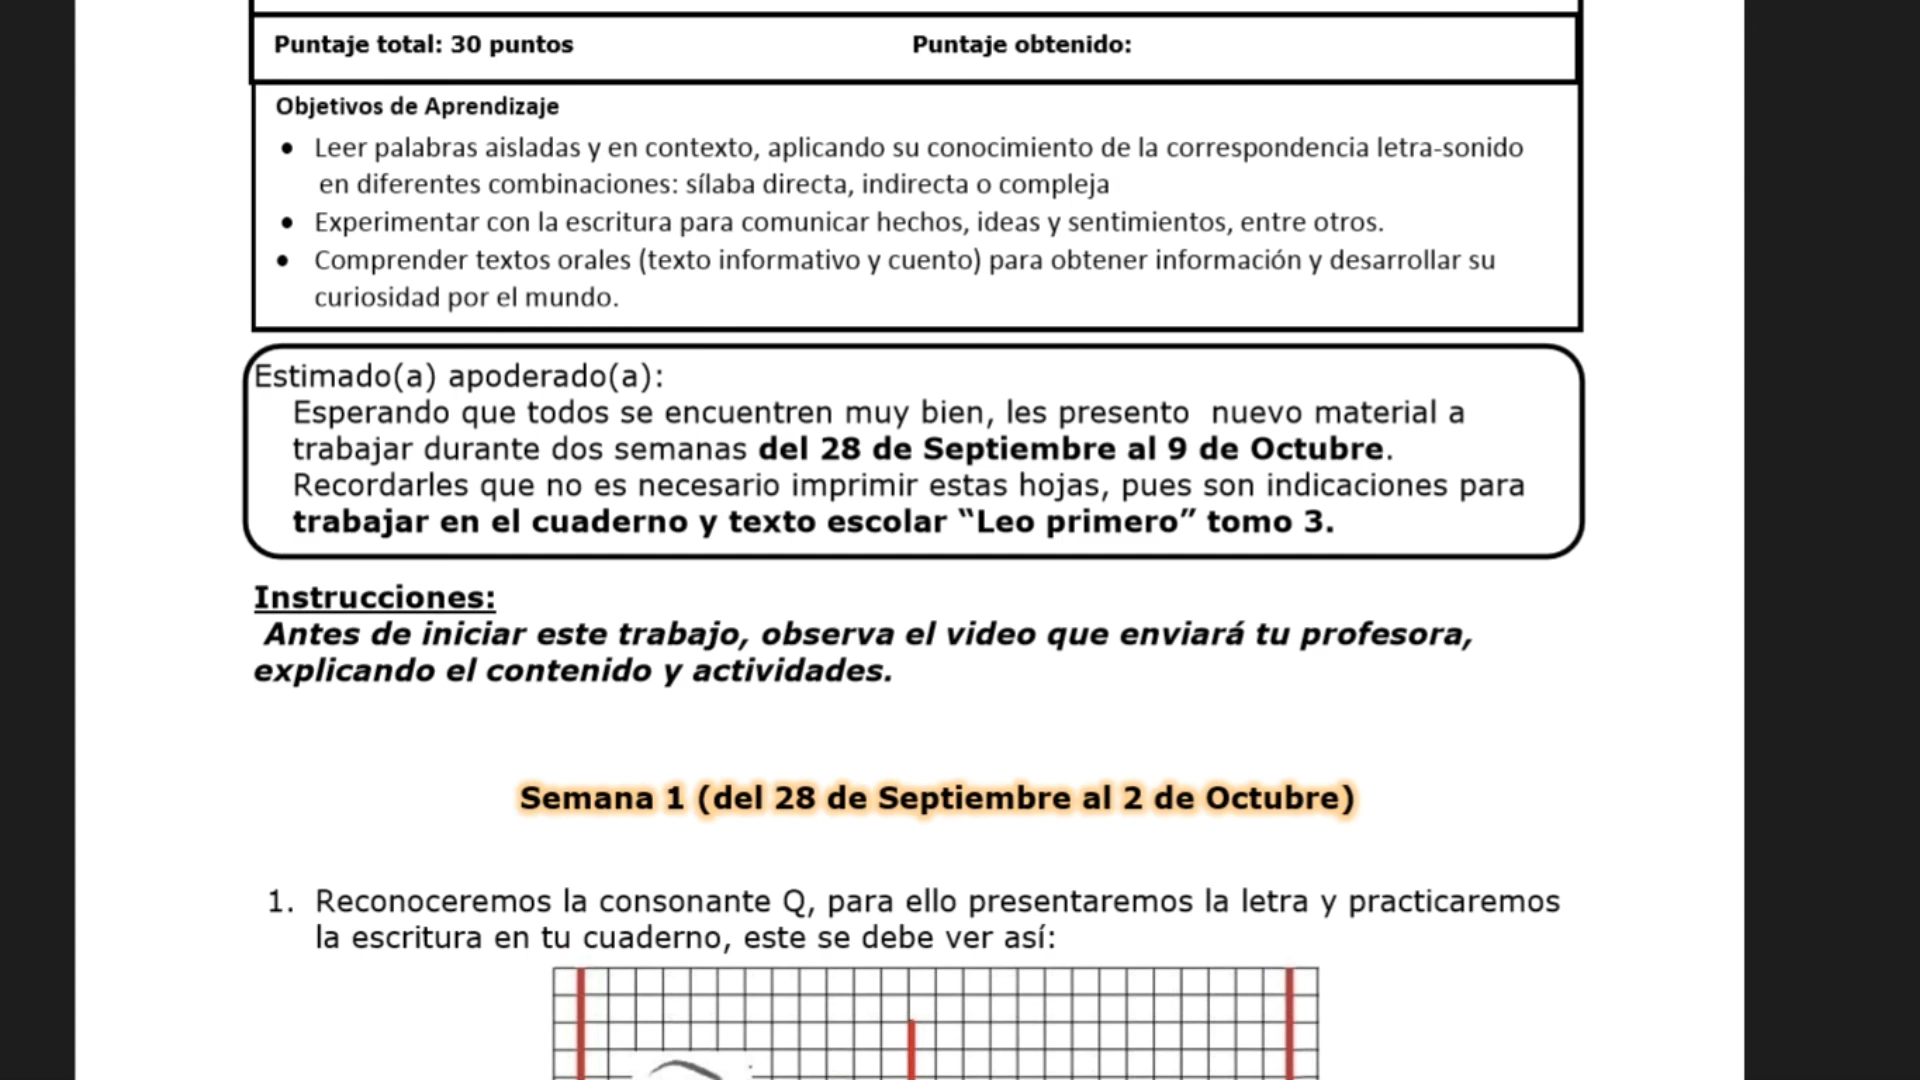 Puntaje total: 30 puntos Puntaje obtenido:
Objetivos de Aprendizaje
• Leer palabras aisladas y en contexto, aplicando su conocimiento de la correspondencia letra-sonido
en diferentes combinaciones: sílaba directa, indirecta o compleja
• Experimentar con la escritura para comunicar hechos, ideas y sentimientos, entre otros.
• Comprender textos orales (texto informativo y cuento) para obtener información y desarrollar su
curiosidad por el mundo.
Estimado(a) apoderado(a):
Esperando que todos se encuentren muy bien, les presento nuevo material a
trabajar durante dos semanas del 28 de Septiembre al 9 de Octubre.
Recordarles que no es necesario imprimir estas hojas, pues son indicaciones para
trabajar en el cuaderno y texto escolar “Leo primero” tomo 3.
Instrucciones:
Antes de iniciar este trabajo, observa el video que enviará tu profesora,
explicando el contenido y actividades.
Semana 1 (del 28 de Septiembre al 2 de Octubre)
1. Reconoceremos la consonante Q, para ello presentaremos la letra y practicaremos
la escritura en tu cuaderno, este se debe ver así: